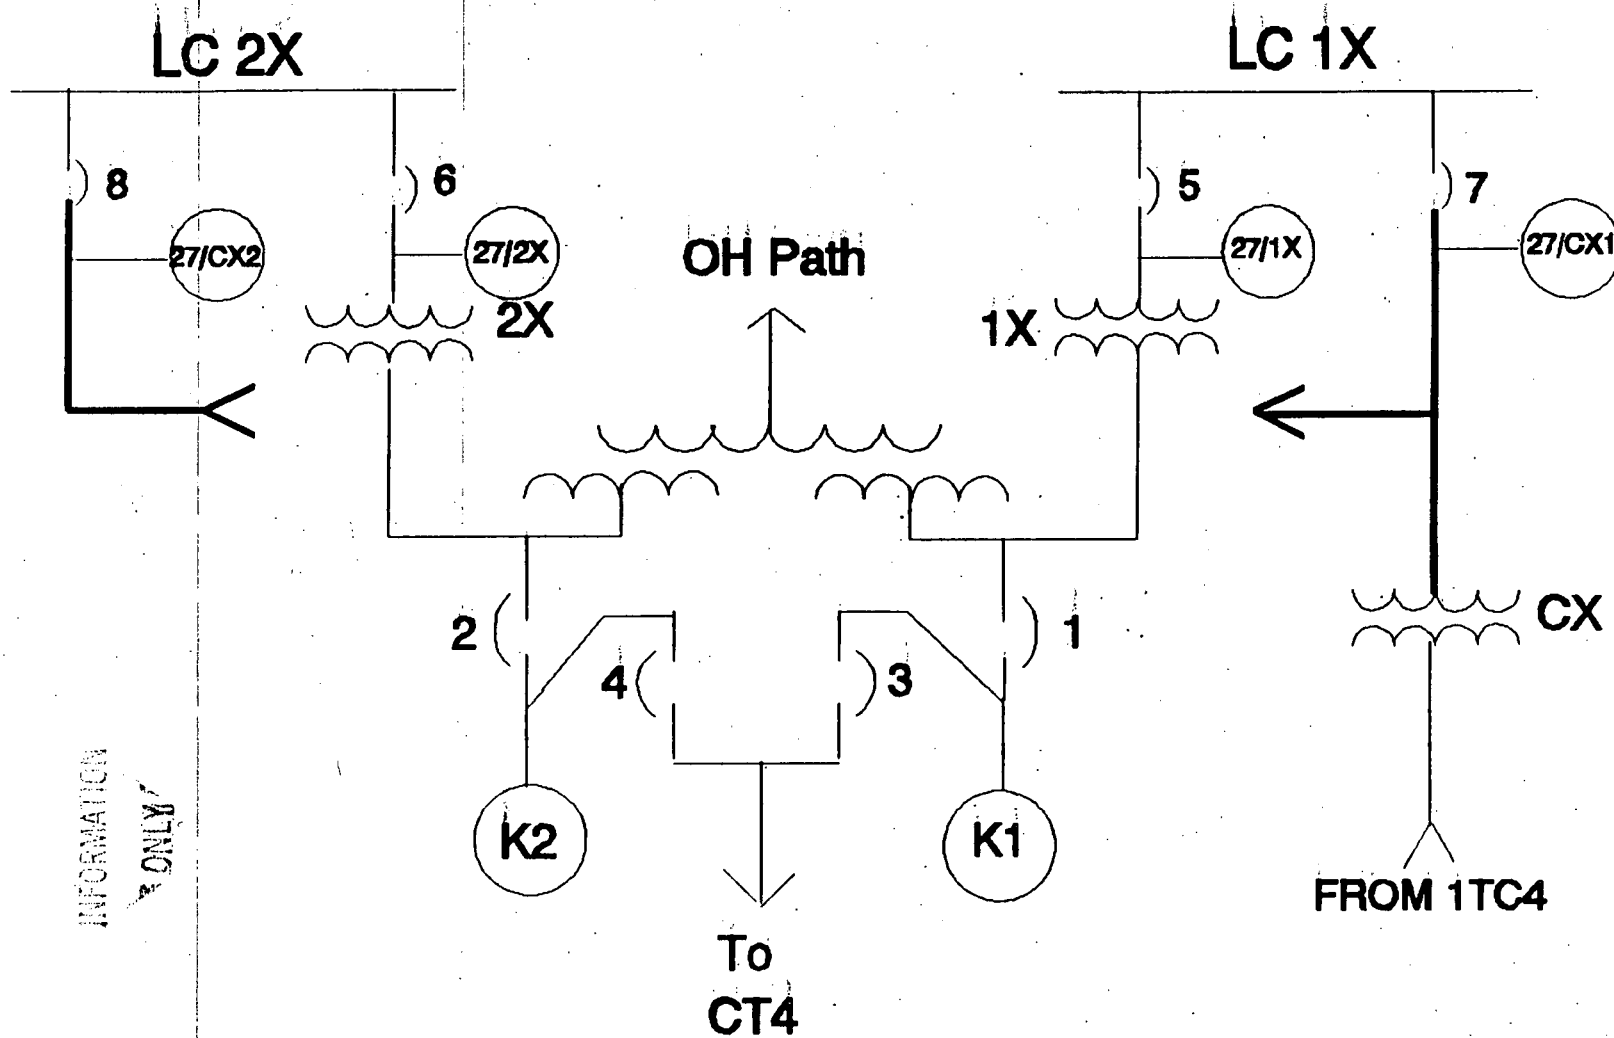 LC 2X
LC 1X
8
6
5
7
27/CX2
27/2X
27/1X
27/CX1
OH Path
2X
1X
CX
2
4
3
1
K2
K1
INFORMATION
ONLY
FROM 1TC4
To
CT4